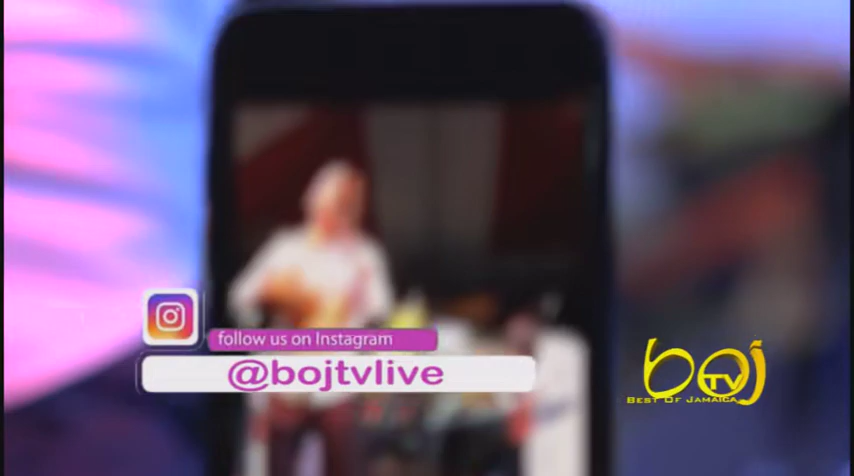 follow us on Instagram
@bojtvlive
boj
TV
BEST OF JAMAICA